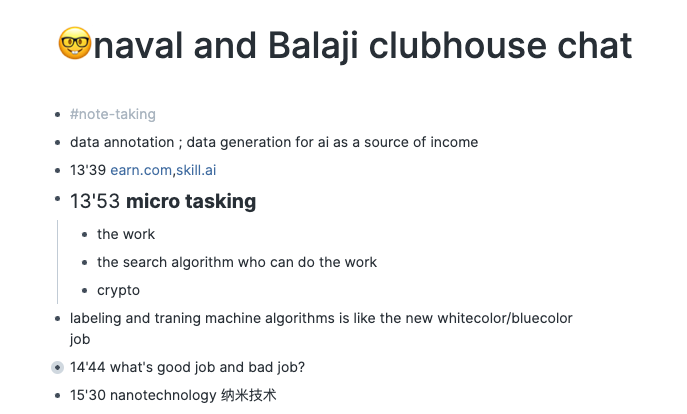 🤓naval and Balaji clubhouse chat
#note-taking
data annotation ; data generation for ai as a source of income
13'39 earn.com,skill.ai
13'53 micro tasking
the work
the search algorithm who can do the work
crypto
labeling and traning machine algorithms is like the new whitecolor/bluecolor
job
14'44 what's good job and bad job?
15'30 nanotechnology 纳米技术